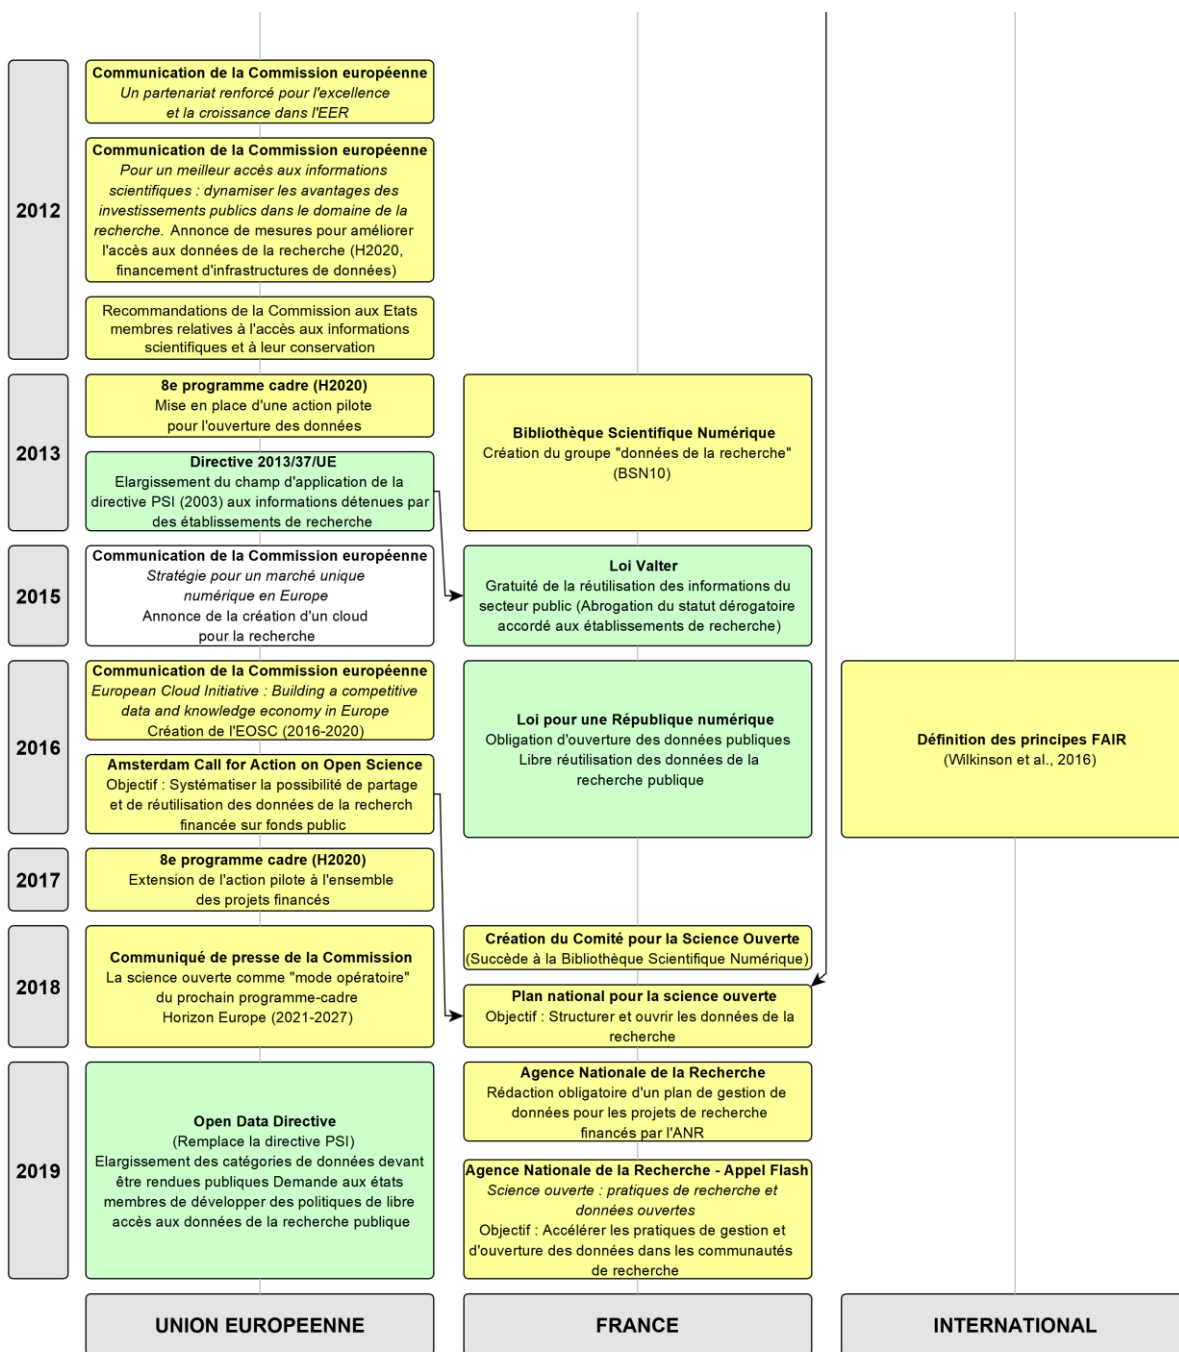 2012
Communication de la Commission européenne
Un partenariat renforcé pour l'excellence
et la croissance dans l'EER
Communication de la Commission européenne
Pour un meilleur accès aux informations
scientifiques : dynamiser les avantages des
investissements publics dans le domaine de la
recherche. Annonce de mesures pour améliorer
l'accès aux données de la recherche (H2020,
financement d'infrastructures de données)
Recommandations de la Commission aux Etats
membres relatives à l'accès aux informations
scientifiques et à leur conservation
2013
8e programme cadre (H2020)
Mise en place d'une action pilote
pour l'ouverture des données
Directive 2013/37/UE
Elargissement du champ d'application de la
directive PSI (2003) aux informations détenues par
des établissements de recherche
Bibliothèque Scientifique Numérique
Création du groupe "données de la recherche"
(BSN10)
2015
Communication de la Commission européenne
Stratégie pour un marché unique
numérique en Europe
Annonce de la création d'un cloud
pour la recherche
Loi Valter
Gratuité de la réutilisation des informations du
secteur public (Abrogation du statut dérogatoire
accordé aux établissements de recherche)
2016
Communication de la Commission européenne
European Cloud Initiative : Building a competitive
data and knowledge economy in Europe
Création de l'EOSC (2016-2020)
Amsterdam Call for Action on Open Science
Objectif : Systématiser la possibilité de partage
et de réutilisation des données de la recherch
financée sur fonds public
Loi pour une République numérique
Obligation d'ouverture des données publiques
Libre réutilisation des données de la
recherche publique
Définition des principes FAIR
(Wilkinson et al., 2016)
2017
8e programme cadre (H2020)
Extension de l'action pilote à l'ensemble
des projets financés
2018
Communiqué de presse de la Commission
La science ouverte comme "mode opératoire"
du prochain programme-cadre
Horizon Europe (2021-2027)
Création du Comité pour la Science Ouverte
(Succède à la Bibliothèque Scientifique Numérique)
Plan national pour la science ouverte
Objectif : Structurer et ouvrir les données de la
recherche
2019
Open Data Directive
(Remplace la directive PSI)
Elargissement des catégories de données devant
être rendues publiques Demande aux états
membres de développer des politiques de libre
accès aux données de la recherche publique
Agence Nationale de la Recherche
Rédaction obligatoire d'un plan de gestion de
données pour les projets de recherche
financés par l'ANR
Agence Nationale de la Recherche - Appel Flash
Science ouverte : pratiques de recherche et
données ouvertes
Objectif : Accélérer les pratiques de gestion et
d'ouverture des données dans les communautés
de recherche
UNION EUROPEENNE
FRANCE
INTERNATIONAL